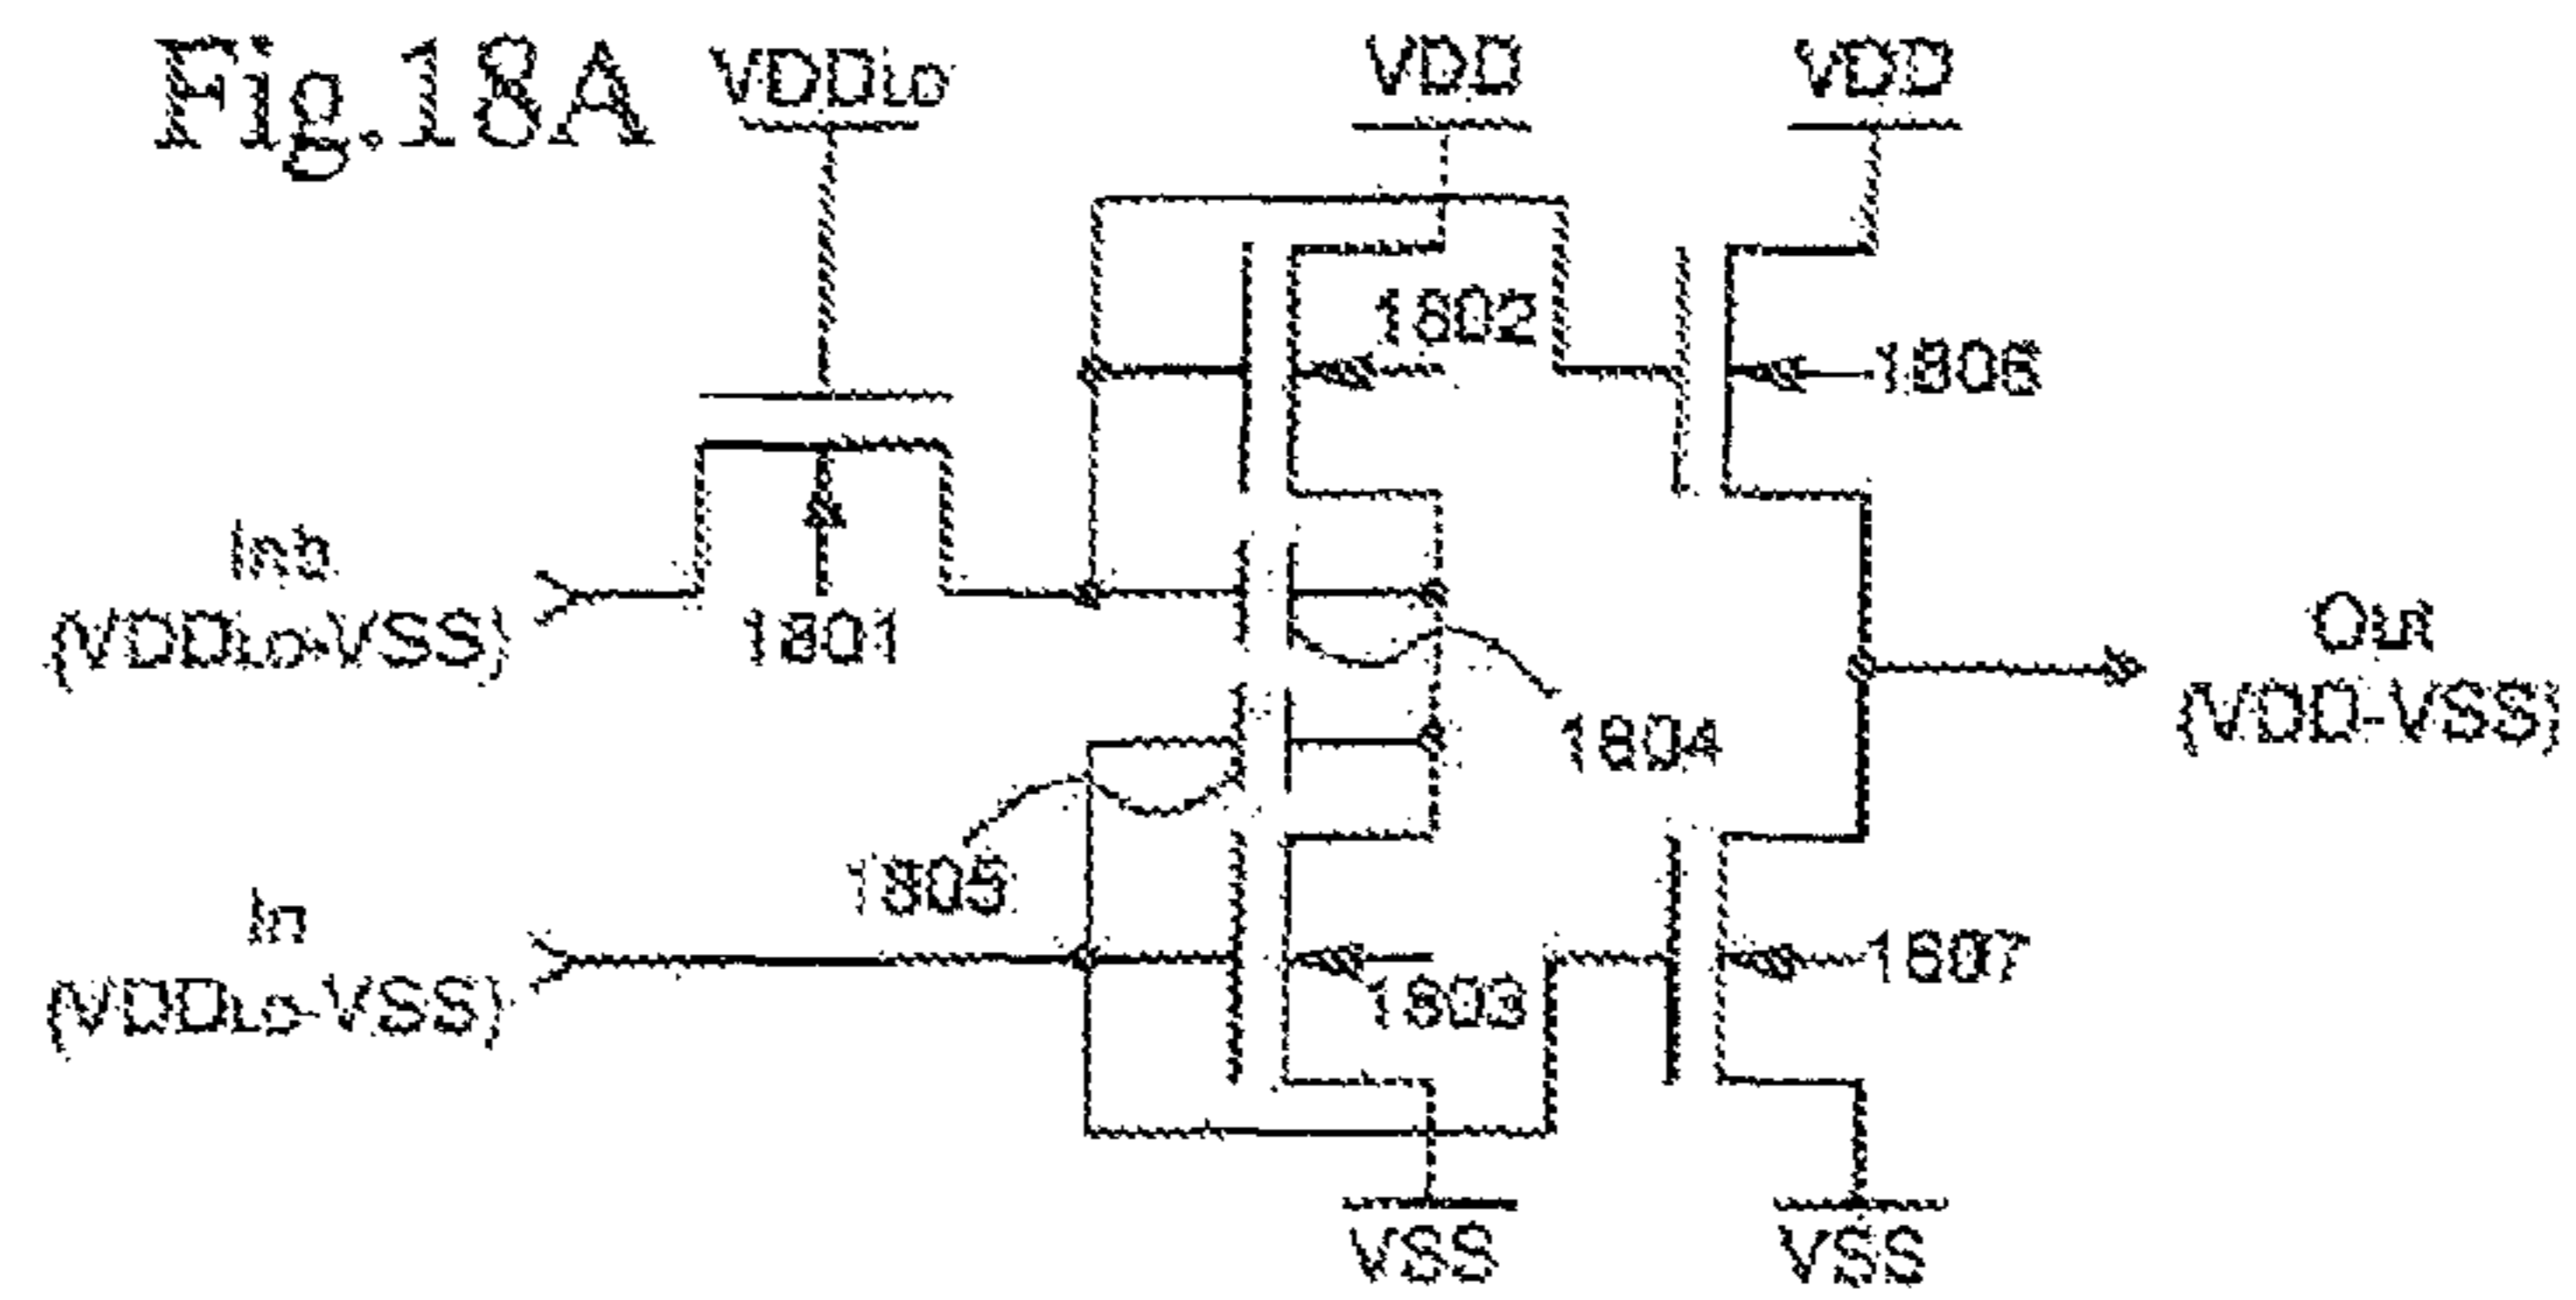 Fig.18A
VDDLO
VDD
VDD
1802
1806
Inb
(VDDLO-VSS)
1801
Out
(VDD-VSS)
1804
1805
In
(VDDLO-VSS)
1803
1807
VSS
VSS